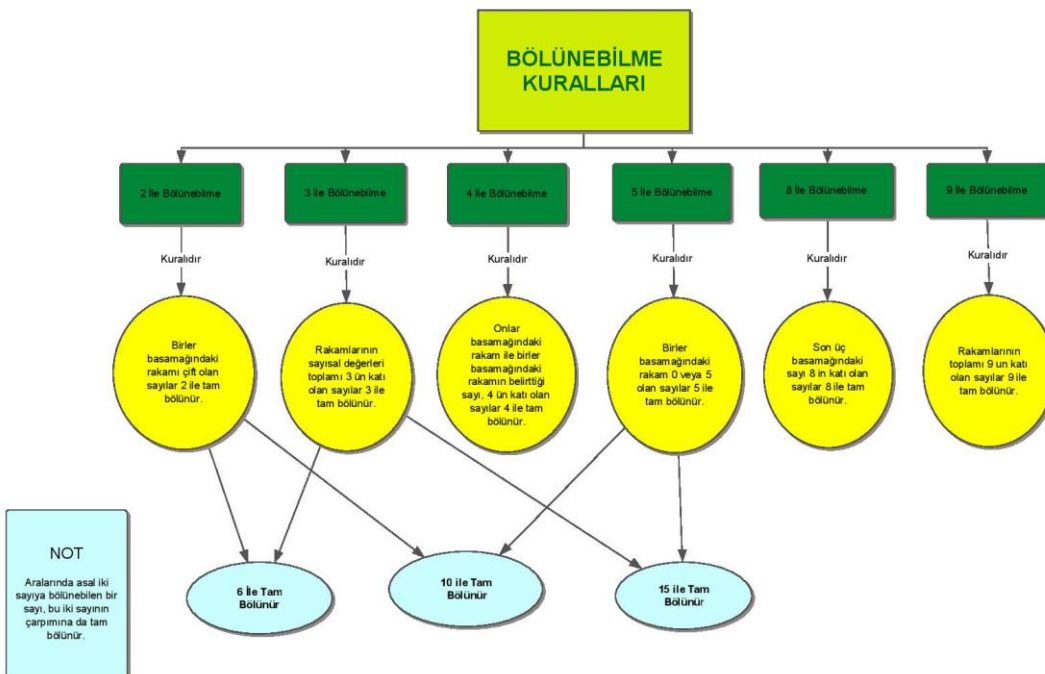 BÖLÜNEBİLME
KURALLARI
2 İle Bölünebilme
3 İle Bölünebilme
4 İle Bölünebilme
5 İle Bölünebilme
8 İle Bölünebilme
9 İle Bölünebilme
Kuralıdır
Kuralıdır
Kuralıdır
Kuralıdır
Kuralıdır
Kuralıdır
Birler
basamağındaki
rakamı çift olan
sayılar 2 ile tam
bölünür.
Rakamlarının
sayısal değerleri
toplamı 3 ün katı
olan sayılar 3 ile
tam bölünür.
Onlar
basamağındaki
rakam ile birler
basamağındaki
rakamın belirttiği
sayı, 4 ün katı olan
sayılar 4 ile tam
bölünür.
Birler
basamağındaki
rakam 0 veya 5
olan sayılar 5 ile
tam bölünür.
Son üç
basamağındaki
sayı 8 in katı olan
sayılar 8 ile tam
bölünür.
Rakamlarının
toplamı 9 un katı
olan sayılar 9 ile
tam bölünür.
NOT
Aralarında asal iki
sayıya bölünebilen bir
sayı, bu iki sayının
çarpımına da tam
bölünür.
6 İle Tam
Bölünür
10 ile Tam
Bölünür
15 ile Tam
Bölünür